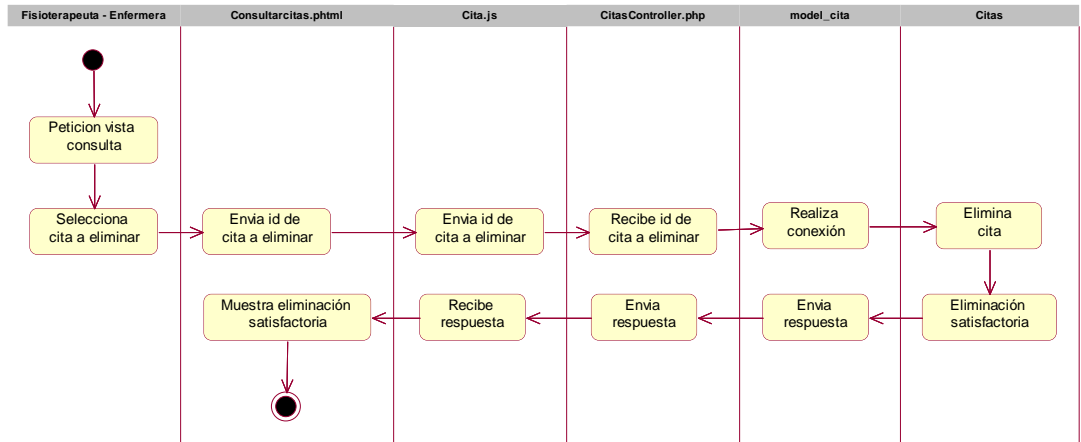 Fisioterapeuta - Enfermera
Consultarcitas.phtml
Cita.js
CitasController.php
model_cita
Citas
Peticion vista
consulta
Selecciona
cita a eliminar
Envia id de
cita a eliminar
Envia id de
cita a eliminar
Recibe id de
cita a eliminar
Realiza
conexión
Elimina
cita
Muestra eliminación
satisfactoria
Recibe
respuesta
Envia
respuesta
Envia
respuesta
Eliminación
satisfactoria